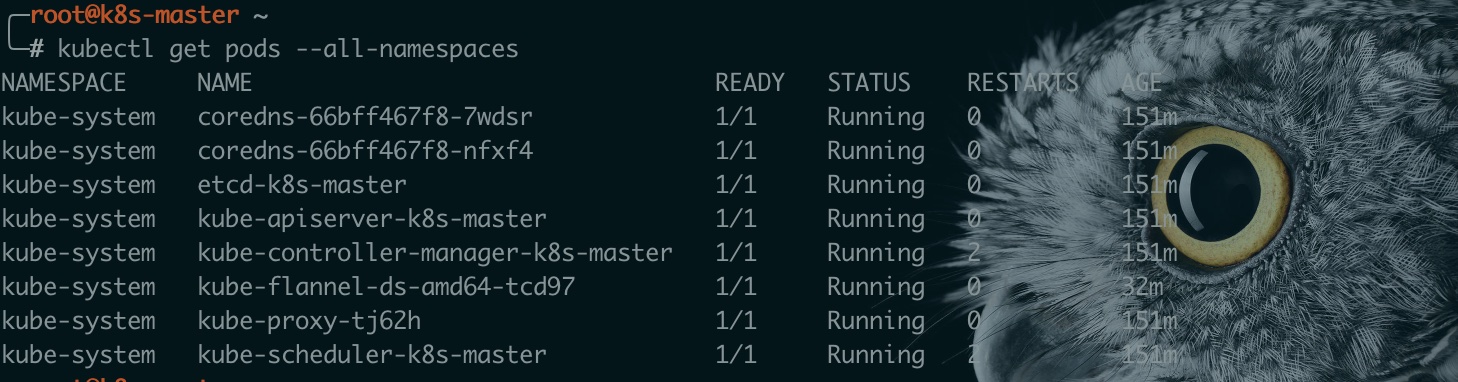 root@k8s-master ~
# kubectl get pods --all-namespaces
NAMESPACE NAME READY STATUS RESTARTS AGE
kube-system coredns-66bff467f8-7wdsr 1/1 Running 0 151m
kube-system coredns-66bff467f8-nfxf4 1/1 Running 0 151m
kube-system etcd-k8s-master 1/1 Running 0 151m
kube-system kube-apiserver-k8s-master 1/1 Running 0 151m
kube-system kube-controller-manager-k8s-master 1/1 Running 2 151m
kube-system kube-flannel-ds-amd64-tcd97 1/1 Running 0 32m
kube-system kube-proxy-tj62h 1/1 Running 0 151m
kube-system kube-scheduler-k8s-master 1/1 Running 2 151m